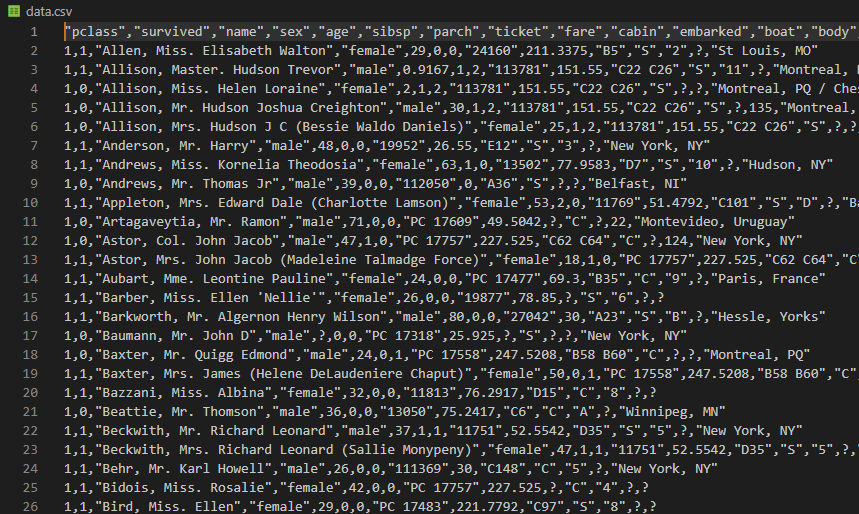 data.csv
1 "pclass","survived","name","sex","age","sibsp","parch","ticket","fare","cabin","embarked","boat","body",
2 1,1,"Allen, Miss. Elisabeth Walton","female",29,0,0,"24160",211.3375,"B5","S","2",?,"St Louis, MO"
3 1,1,"Allison, Master. Hudson Trevor","male",0.9167,1,2,"113781",151.55,"C22 C26","S","11",?,"Montreal,
4 1,0,"Allison, Miss. Helen Loraine","female",2,1,2,"113781",151.55,"C22 C26","S",?,?,"Montreal, PQ / Che
5 1,0,"Allison, Mr. Hudson Joshua Creighton","male",30,1,2,"113781",151.55,"C22 C26","S",?,135,"Montreal,
6 1,0,"Allison, Mrs. Hudson J C (Bessie Waldo Daniels)","female",25,1,2,"113781",151.55,"C22 C26","S",?,?,
7 1,1,"Anderson, Mr. Harry","male",48,0,0,"19952",26.55,"E12","S","3",?,"New York, NY"
8 1,1,"Andrews, Miss. Kornelia Theodosia","female",63,1,0,"13502",77.9583,"D7","S","10",?,"Hudson, NY"
9 1,0,"Andrews, Mr. Thomas Jr","male",39,0,0,"112050",0,"A36","S",?,?,"Belfast, NI"
10 1,1,"Appleton, Mrs. Edward Dale (Charlotte Lamson)","female",53,2,0,"11769",51.4792,"C101","S","D",?,"Ba
11 1,0,"Artagaveytia, Mr. Ramon","male",71,0,0,"PC 17609",49.5042,?,"C",?,22,"Montevideo, Uruguay"
12 1,0,"Astor, Col. John Jacob","male",47,1,0,"PC 17757",227.525,"C62 C64","C",?,124,"New York, NY"
13 1,1,"Astor, Mrs. John Jacob (Madeleine Talmadge Force)","female",18,1,0,"PC 17757",227.525,"C62 C64","C"
14 1,1,"Aubart, Mme. Leontine Pauline","female",24,0,0,"PC 17477",69.3,"B35","C","9",?,"Paris, France"
15 1,1,"Barber, Miss. Ellen 'Nellie'","female",26,0,0,"19877",78.85,?,"S","6",?,?
16 1,1,"Barkworth, Mr. Algernon Henry Wilson","male",80,0,0,"27042",30,"A23","S","B",?,"Hessle, Yorks"
17 1,0,"Baumann, Mr. John D","male",?,0,0,"PC 17318",25.925,?,"S",?,?,"New York, NY"
18 1,0,"Baxter, Mr. Quigg Edmond","male",24,0,1,"PC 17558",247.5208,"B58 B60","C",?,?,"Montreal, PQ"
19 1,1,"Baxter, Mrs. James (Helene DeLaudeniere Chaput)","female",50,0,1,"PC 17558",247.5208,"B58 B60","C",
20 1,1,"Bazzani, Miss. Albina","female",32,0,0,"11813",76.2917,"D15","C","8",?,?
21 1,0,"Beattie, Mr. Thomson","male",36,0,0,"13050",75.2417,"C6","C","A",?,"Winnipeg, MN"
22 1,1,"Beckwith, Mr. Richard Leonard","male",37,1,1,"11751",52.5542,"D35","S","5",?,"New York, NY"
23 1,1,"Beckwith, Mrs. Richard Leonard (Sallie Monypeny)","female",47,1,1,"11751",52.5542,"D35","S","5",?,"
24 1,1,"Behr, Mr. Karl Howell","male",26,0,0,"111369",30,"C148","C","5",?,"New York, NY"
25 1,1,"Bidois, Miss. Rosalie","female",42,0,0,"PC 17757",227.525,?,"C","4",?,?
26 1,1,"Bird, Miss. Ellen","female",29,0,0,"PC 17483",221.7792,"C97","S","8",?,?